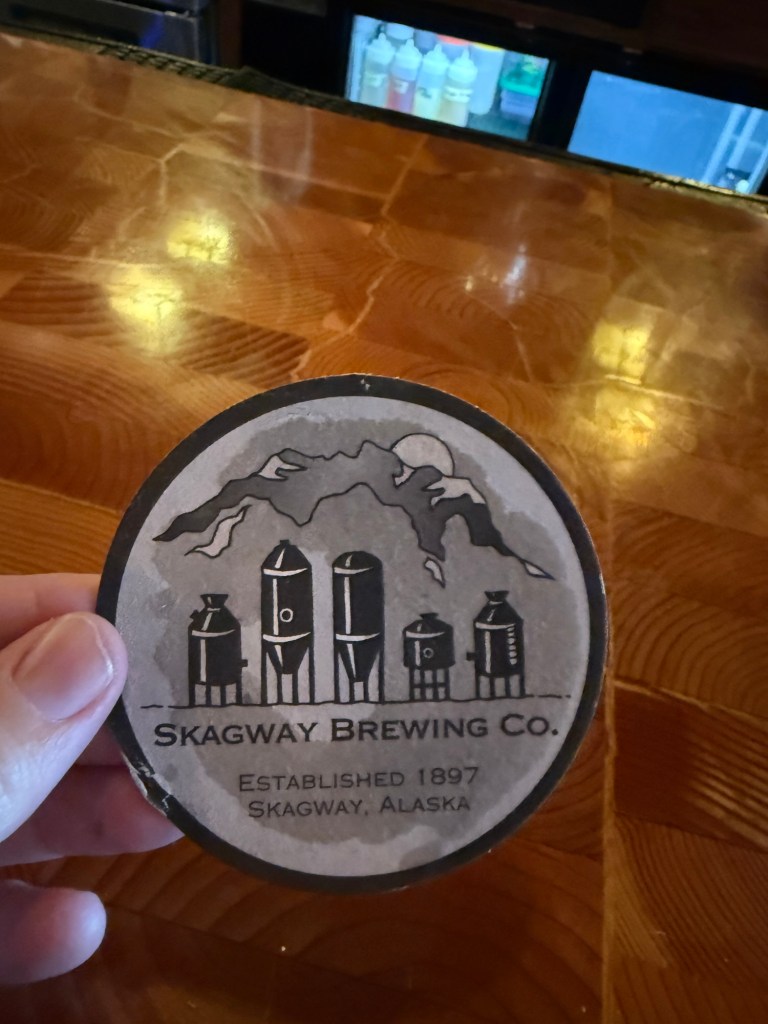 SKAGWAY BREWING CO.
ESTABLISHED 1897
SKAGWAY, ALASKA